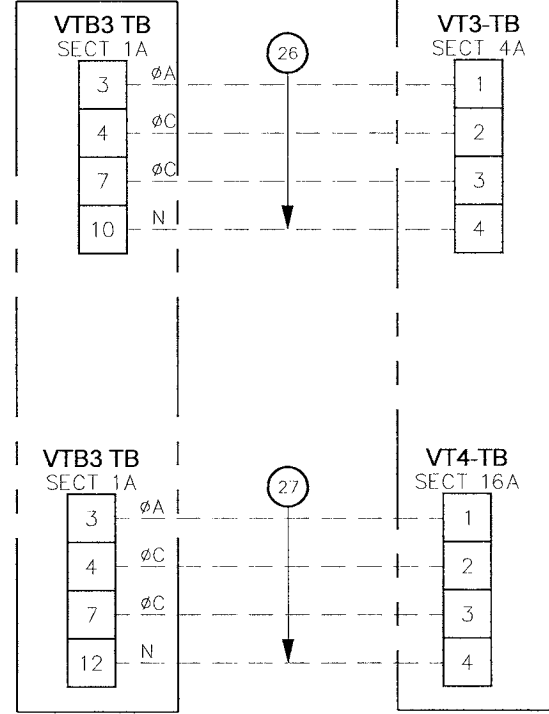 VTB3 TB
SECT 1A
VT3-TB
SECT 4A
26
3 øA 1
4 øC 2
7 øC 3
10 N 4
VTB3 TB
SECT 1A
VT4-TB
SECT 16A
27
3 øA 1
4 øC 2
7 øC 3
12 N 4